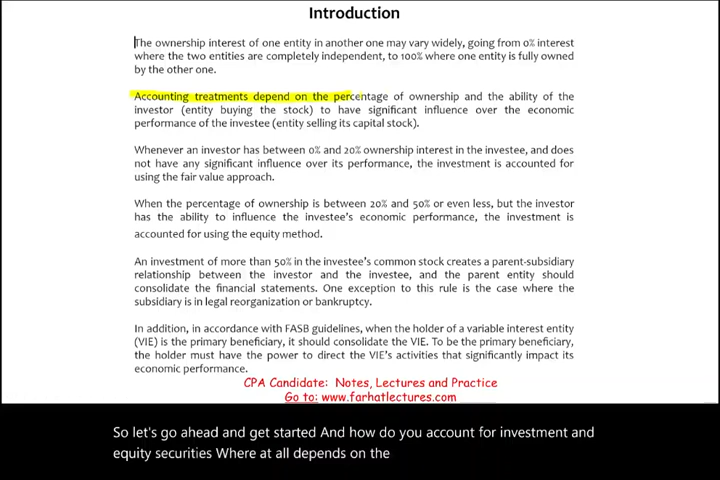 Introduction
The ownership interest of one entity in another one may vary widely, going from 0% interest
where the two entities are completely independent, to 100% where one entity is fully owned
by the other one.
Accounting treatments depend on the percentage of ownership and the ability of the
investor (entity buying the stock) to have significant influence over the economic
performance of the investee (entity selling its capital stock).
Whenever an investor has between 0% and 20% ownership interest in the investee, and does
not have any significant influence over its performance, the investment is accounted for
using the fair value approach.
When the percentage of ownership is between 20% and 50% or even less, but the investor
has the ability to influence the investee's economic performance, the investment is
accounted for using the equity method.
An investment of more than 50% in the investee's common stock creates a parent-subsidiary
relationship between the investor and the investee, and the parent entity should
consolidate the financial statements. One exception to this rule is the case where the
subsidiary is in legal reorganization or bankruptcy.
In addition, in accordance with FASB guidelines, when the holder of a variable interest entity
(VIE) is the primary beneficiary, it should consolidate the VIE. To be the primary beneficiary,
the holder must have the power to direct the VIE's activities that significantly impact its
economic performance.
CPA Candidate: Notes, Lectures and Practice
Go to: www.farhatlectures.com
So let's go ahead and get started And how do you account for investment and
equity securities Where at all depends on the